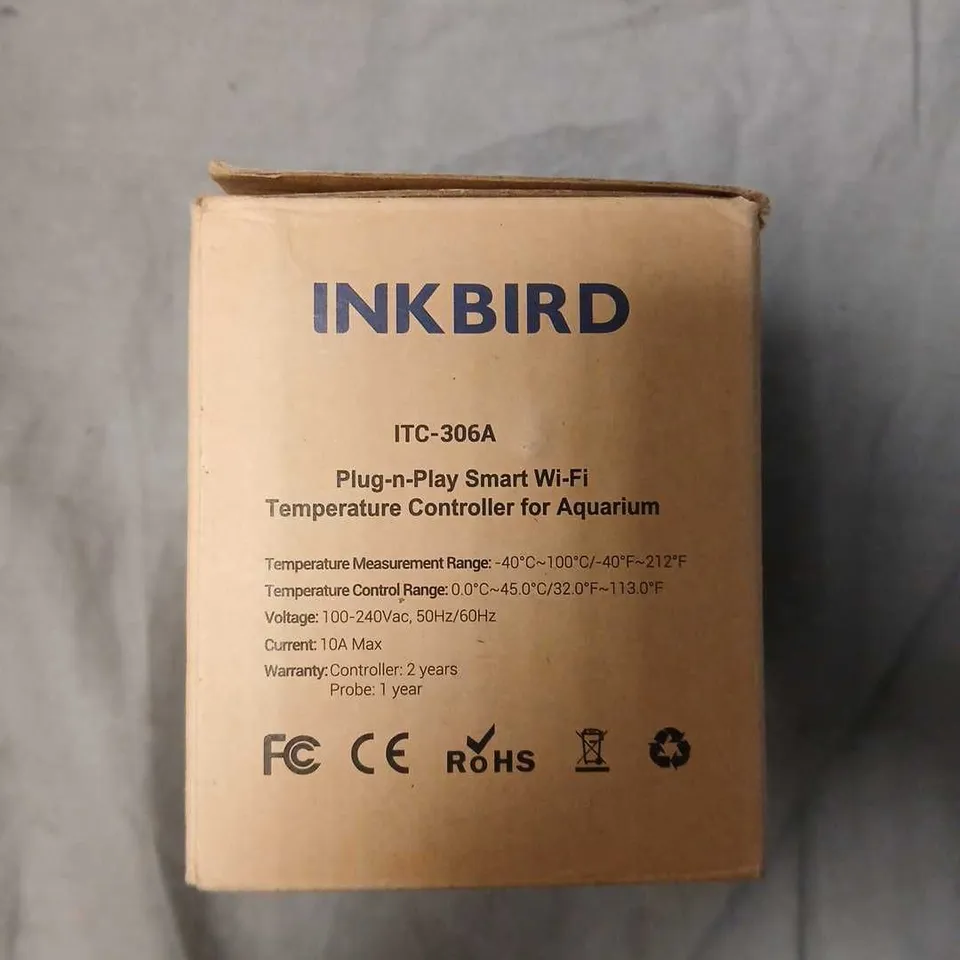 INKBIRD
ITC-306A
Plug-n-Play Smart Wi-Fi
Temperature Controller for Aquarium
Temperature Measurement Range: -40°C~100°C/-40°F~212°F
Temperature Control Range: 0.0°C~45.0°C/32.0°F~113.0°F
Voltage: 100-240Vac, 50Hz/60Hz
Current: 10A Max
Warranty: Controller: 2 years
Probe: 1 year
FC CE RoHS